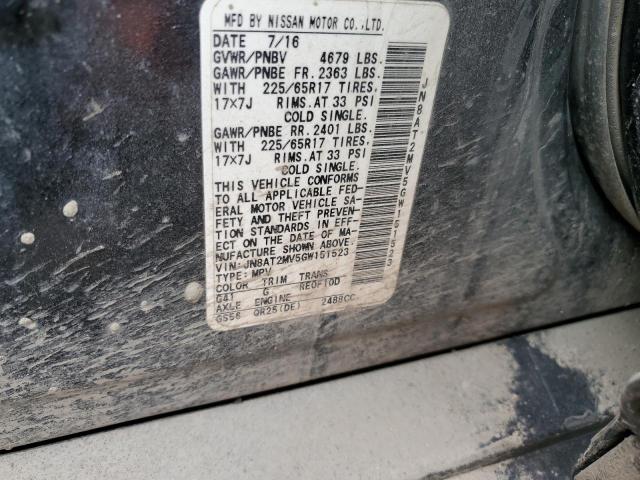 MFD BY NISSAN MOTOR CO.,LTD.
DATE 7/16
GVWR/PNBV 4679 LBS.
GAWR/PNBE FR. 2363 LBS.
WITH 225/65R17 TIRES,
17x7J RIMS. AT 33 PSI
COLD SINGLE.
GAWR/PNBE RR. 2401 LBS.
WITH 225/65R17 TIRES,
17x7J RIMS. AT 33 PSI
COLD SINGLE.
THIS VEHICLE CONFORMS
TO ALL APPLICABLE FED-
ERAL MOTOR VEHICLE SA-
FETY AND THEFT PREVEN-
TION STANDARDS IN EFF-
ECT ON THE DATE OF MA-
NUFACTURE SHOWN ABOVE.
VIN: JN8AT2MV5GW151523
TYPE: MPV
COLOR TRIM TRANS
G41 G RE0F10D
AXLE ENGINE
GS56 QR25(DE) 2488CC
JN8AT2MV5GW151523